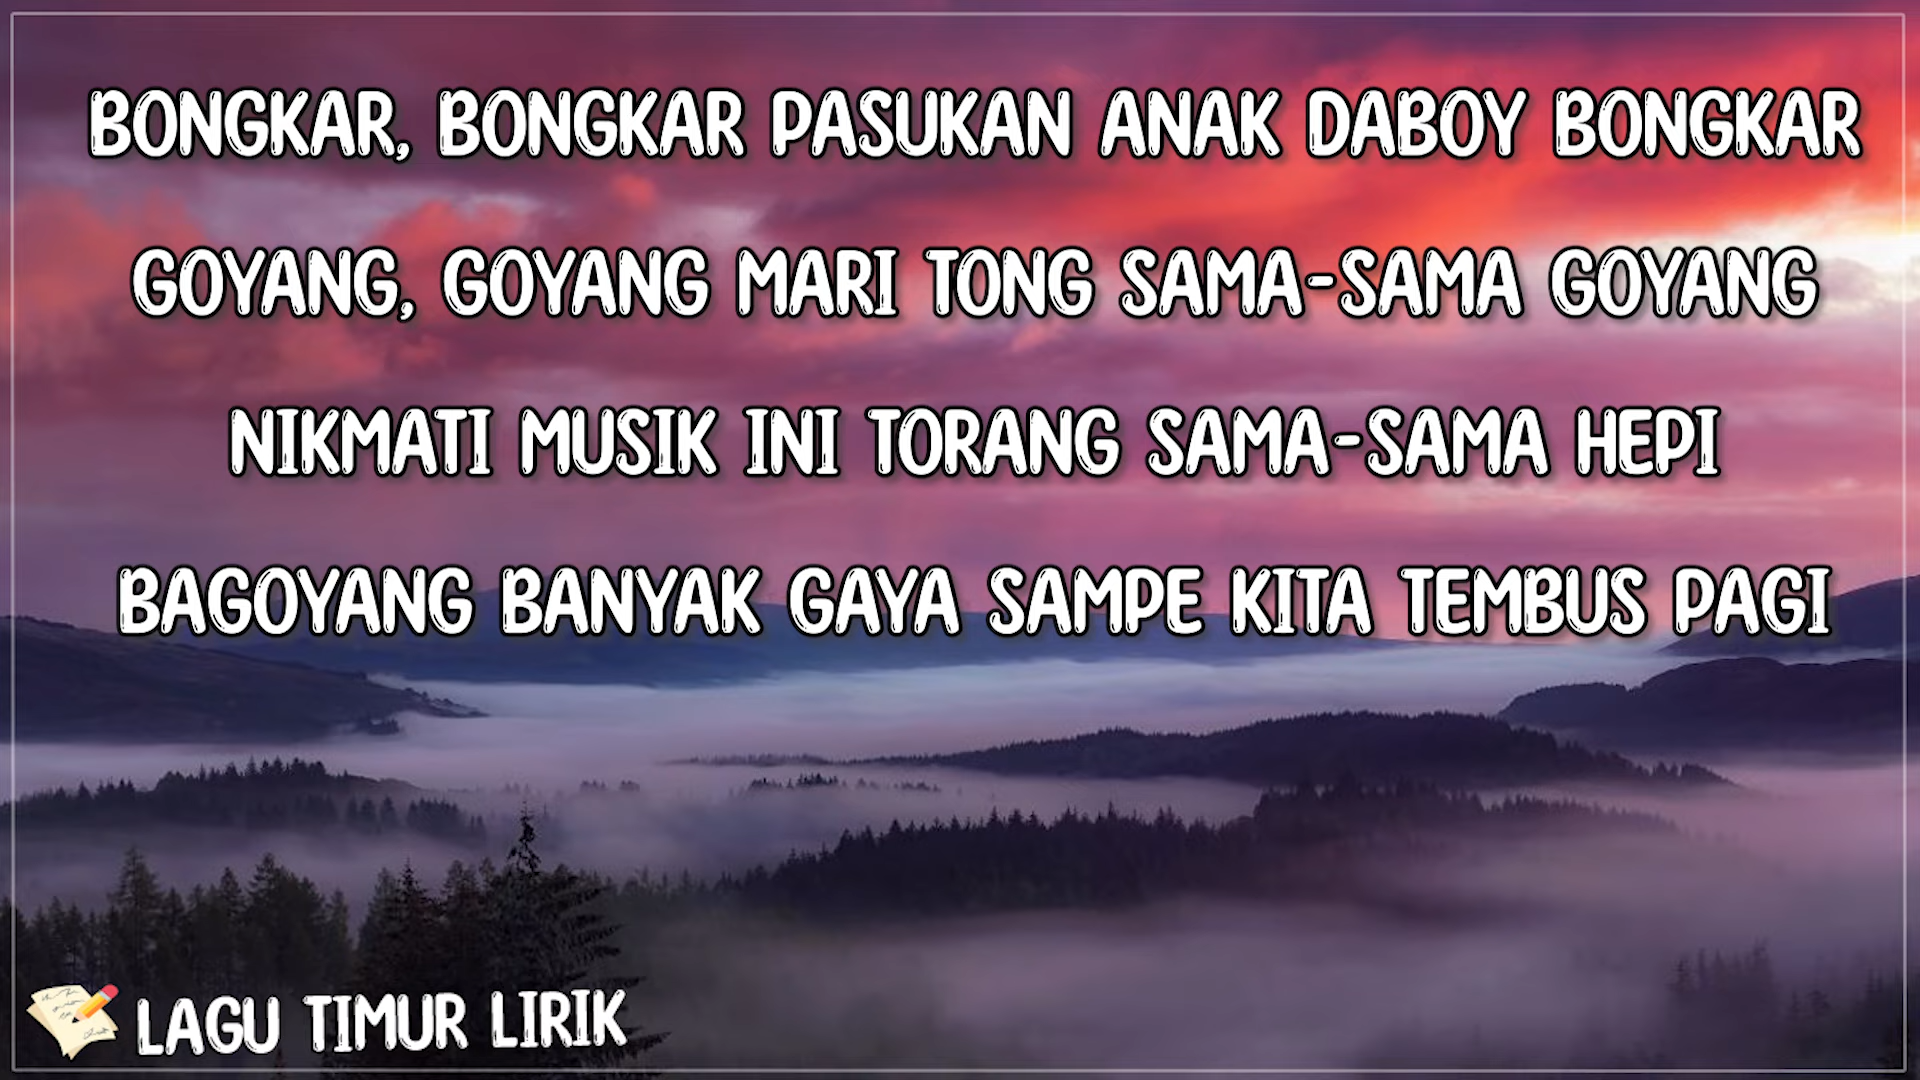 BONGKAR, BONGKAR PASUKAN ANAK DABOY BONGKAR
GOYANG, GOYANG MARI TONG SAMA-SAMA GOYANG
NIKMATI MUSIK INI TORANG SAMA-SAMA HEPI
BAGOYANG BANYAK GAYA SAMPE KITA TEMBUS PAGI
LAGU TIMUR LIRIK